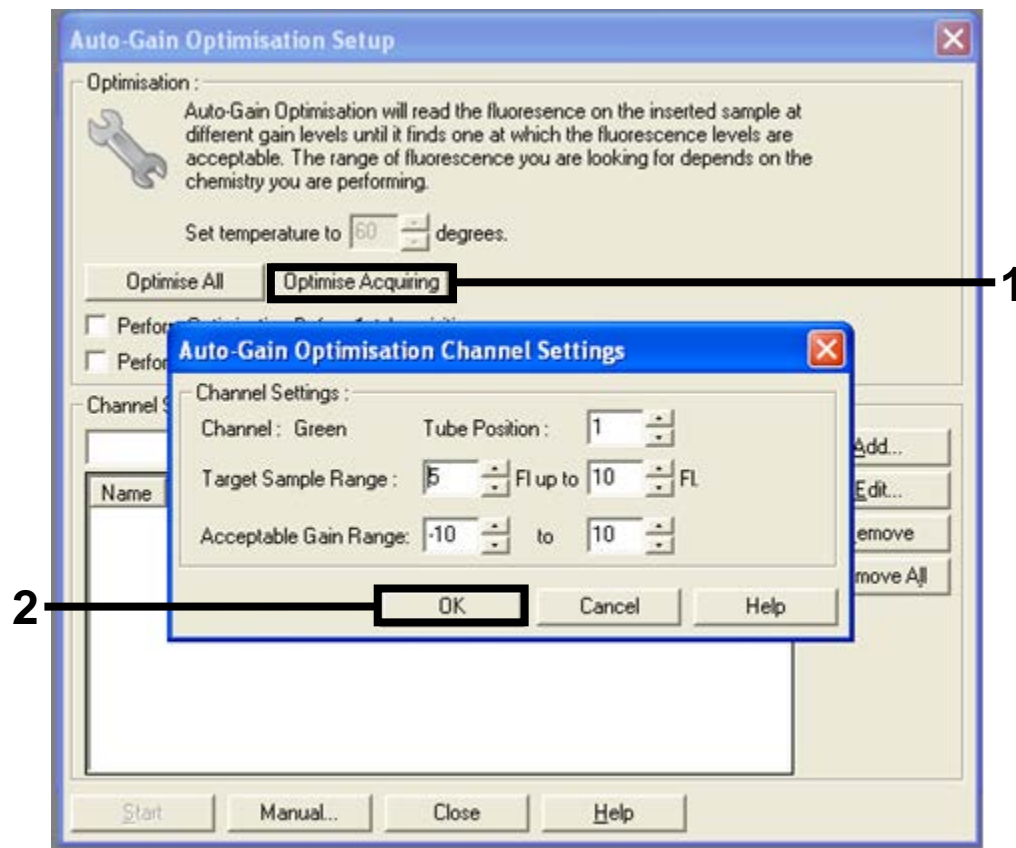 Auto-Gain Optimisation Setup
Optimisation :
Auto-Gain Optimisation will read the fluoresence on the inserted sample at
different gain levels until it finds one at which the fluorescence levels are
acceptable. The range of fluorescence you are looking for depends on the
chemistry you are performing.
Set temperature to 60 degrees.
Optimise All Optimise Acquiring
1
Auto-Gain Optimisation Channel Settings
Channel Settings :
Channel : Green Tube Position : 1
Target Sample Range : 5 Fl up to 10 Fl.
Acceptable Gain Range: -10 to 10
OK Cancel Help
2
Channel
Name
Add...
Edit...
emove
move All
Start Manual... Close Help